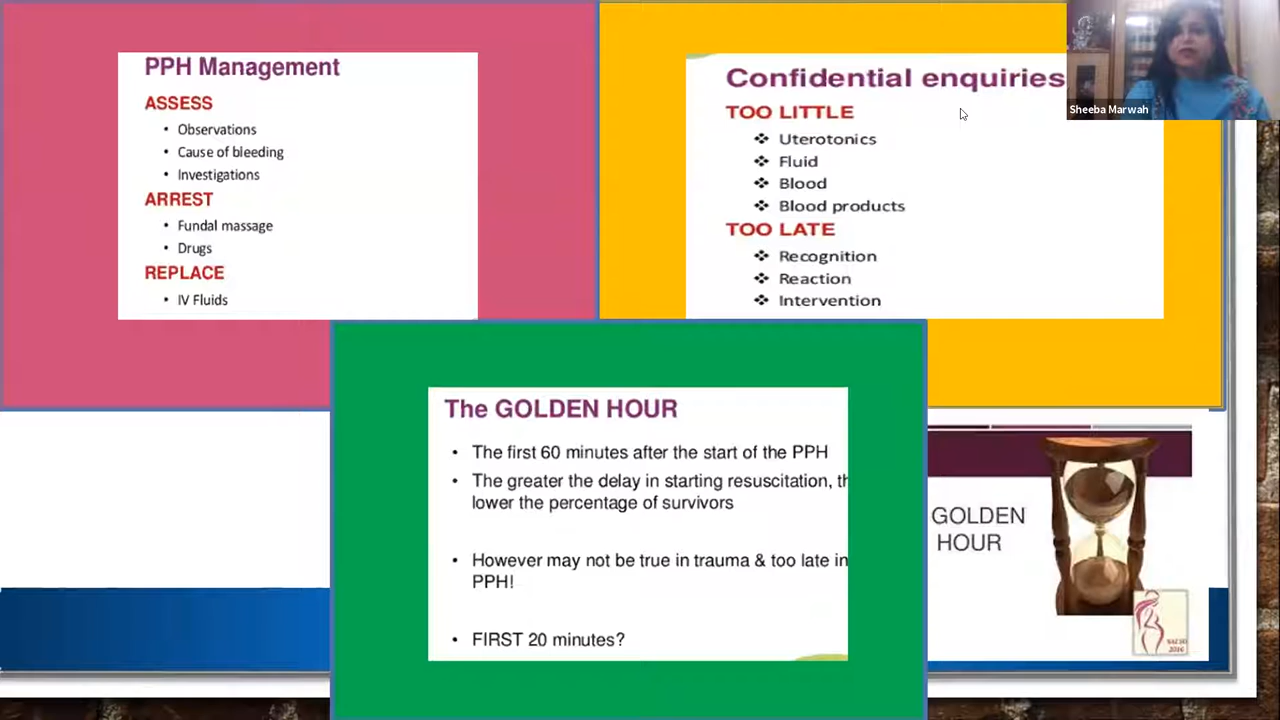 PPH Management
ASSESS
• Observations
• Cause of bleeding
• Investigations
ARREST
• Fundal massage
• Drugs
REPLACE
• IV Fluids
Confidential enquiries
TOO LITTLE
❖ Uterotonics
❖ Fluid
❖ Blood
❖ Blood products
TOO LATE
❖ Recognition
❖ Reaction
❖ Intervention
Sheeba Marwah
The GOLDEN HOUR
• The first 60 minutes after the start of the PPH
• The greater the delay in starting resuscitation, th
lower the percentage of survivors
• However may not be true in trauma & too late in
PPH!
• FIRST 20 minutes?
GOLDEN
HOUR
2016